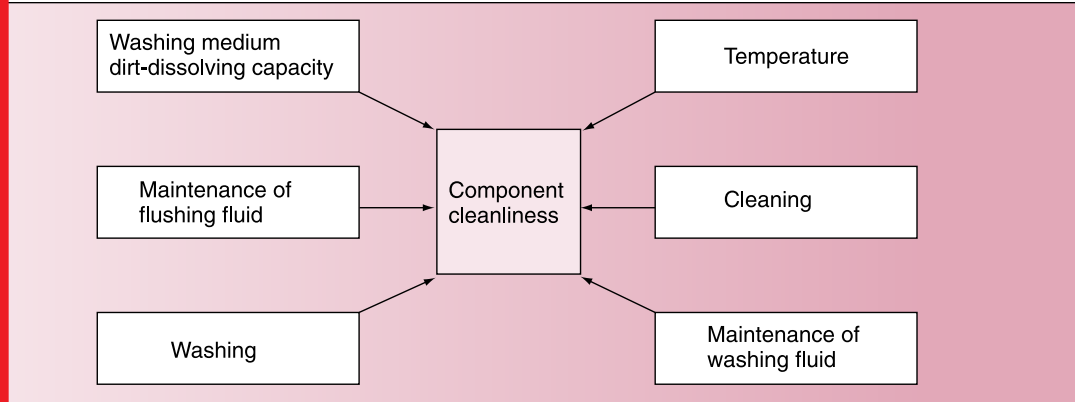 Washing medium
dirt-dissolving capacity
Temperature
Maintenance of
flushing fluid
Component
cleanliness
Cleaning
Washing
Maintenance of
washing fluid